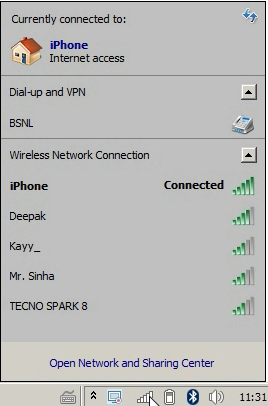 Currently connected to:
iPhone
Internet access
Dial-up and VPN
BSNL
Wireless Network Connection
iPhone Connected
Deepak
Kayy_
Mr. Sinha
TECNO SPARK 8
Open Network and Sharing Center
11:31